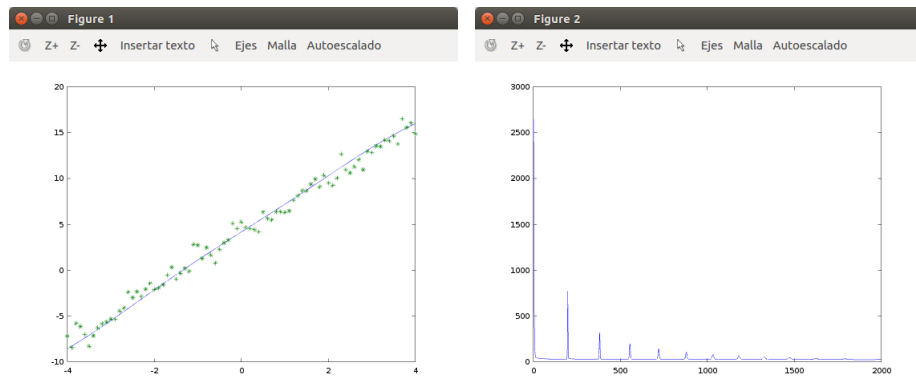 Figure 1
Z+ Z- Insertar texto Ejes Malla Autoescalado
20
15
10
5
0
-5
-10
-4 -2 0 2 4
Figure 2
Z+ Z- Insertar texto Ejes Malla Autoescalado
3000
2500
2000
1500
1000
500
0
0 500 1000 1500 2000